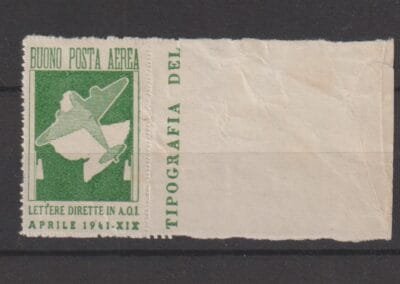 BUONO POSTA AEREA
LETTERE DIRETTE IN A.O.I.
APRILE 1941-XIX
TIPOGRAFIA DEL